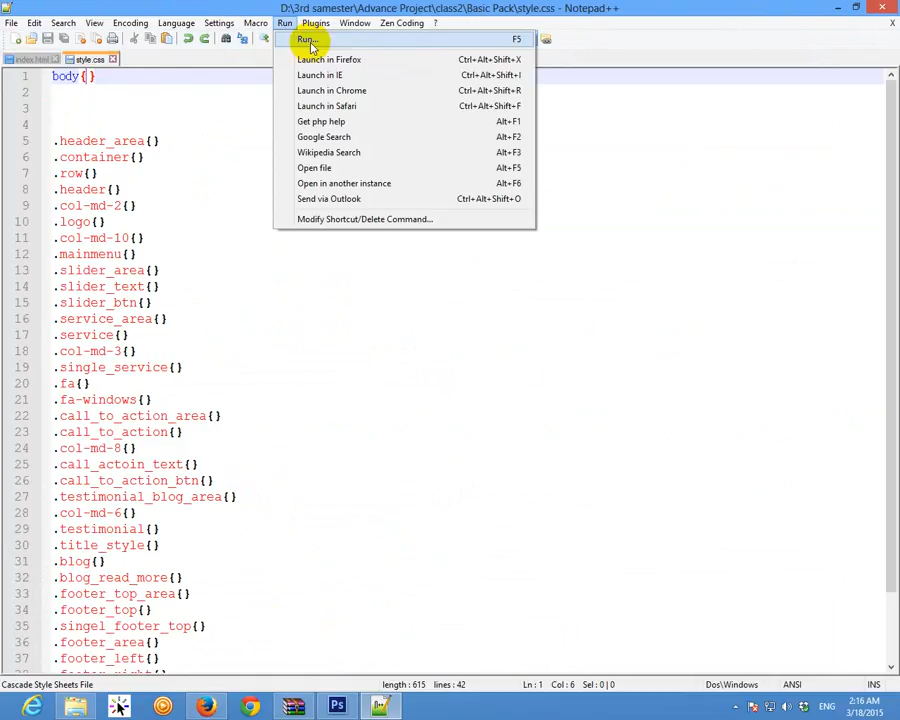 D:\3rd samester\Advance Project\class2\Basic Pack\style.css - Notepad++
File Edit Search View Encoding Language Settings Macro Run Plugins Window Zen Coding ? X
index.html style.css
Run... F5
Launch in Firefox Ctrl+Alt+Shift+X
Launch in IE Ctrl+Alt+Shift+I
Launch in Chrome Ctrl+Alt+Shift+R
Launch in Safari Ctrl+Alt+Shift+F
Get php help Alt+F1
Google Search Alt+F2
Wikipedia Search Alt+F3
Open file Alt+F5
Open in another instance Alt+F6
Send via Outlook Ctrl+Alt+Shift+O
Modify Shortcut/Delete Command...
1 body{}
2
3
4
5 .header_area{}
6 .container{}
7 .row{}
8 .header{}
9 .col-md-2{}
10 .logo{}
11 .col-md-10{}
12 .mainmenu{}
13 .slider_area{}
14 .slider_text{}
15 .slider_btn{}
16 .service_area{}
17 .service{}
18 .col-md-3{}
19 .single_service{}
20 .fa{}
21 .fa-windows{}
22 .call_to_action_area{}
23 .call_to_action{}
24 .col-md-8{}
25 .call_actoin_text{}
26 .call_to_action_btn{}
27 .testimonial_blog_area{}
28 .col-md-6{}
29 .testimonial{}
30 .title_style{}
31 .blog{}
32 .blog_read_more{}
33 .footer_top_area{}
34 .footer_top{}
35 .singel_footer_top{}
36 .footer_area{}
37 .footer_left{}
Cascade Style Sheets File length : 615 lines : 42 Ln : 1 Col : 6 Sel : 0 | 0 Dos\Windows ANSI INS
Ps
ENG
2:16 AM
3/18/2015